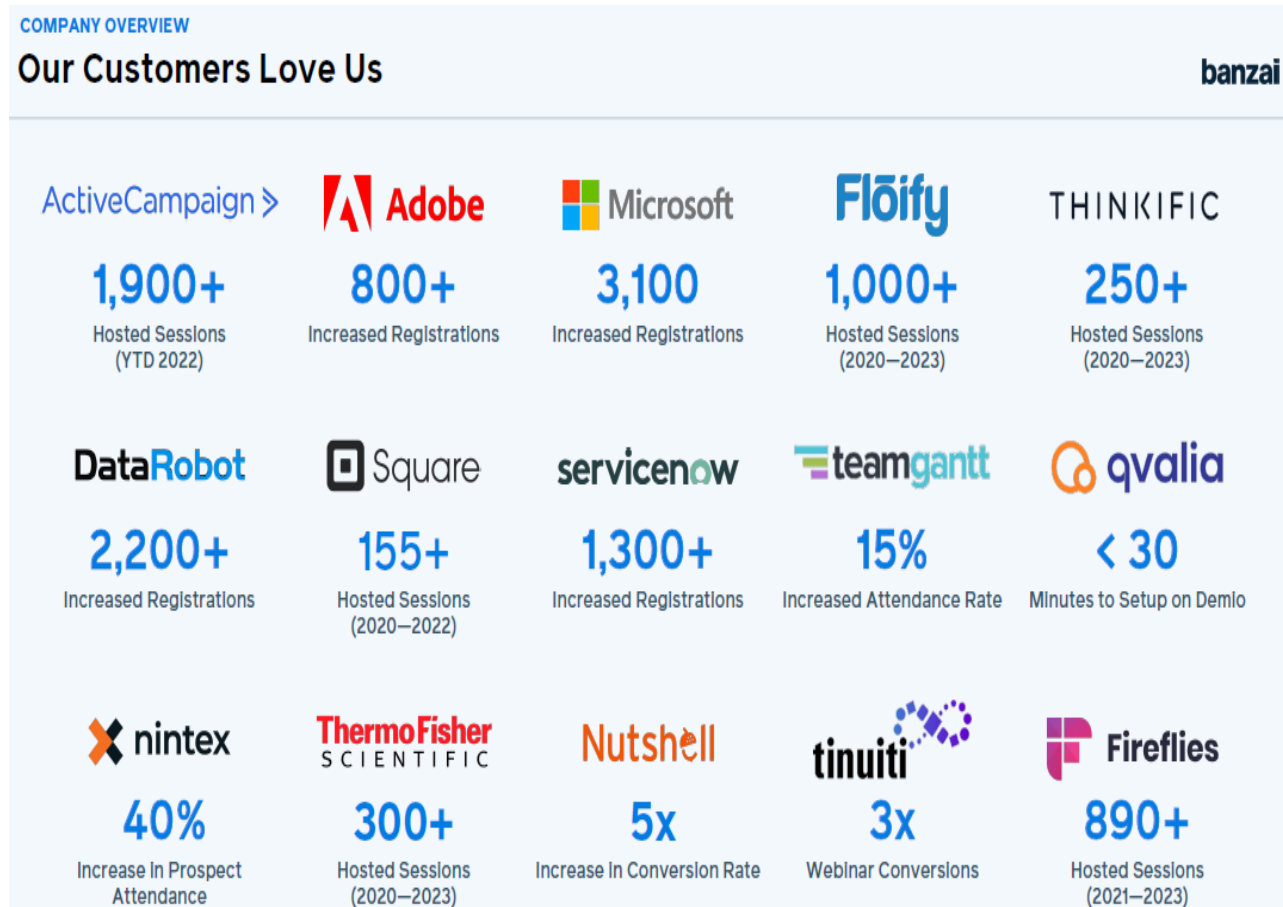 COMPANY OVERVIEW
Our Customers Love Us
banzai
ActiveCampaign
Adobe
Microsoft
Flōify
THINKIFIC
1,900+
800+
3,100
1,000+
250+
Hosted Sessions
(YTD 2022)
Increased Registrations
Increased Registrations
Hosted Sessions
(2020—2023)
Hosted Sessions
(2020—2023)
DataRobot
Square
servicenow
teamgantt
qvalia
2,200+
155+
1,300+
15%
< 30
Increased Registrations
Hosted Sessions
(2020—2022)
Increased Registrations
Increased Attendance Rate
Minutes to Setup on Demio
nintex
ThermoFisher
SCIENTIFIC
Nutshell
tinuiti
Fireflies
40%
300+
5x
3x
890+
Increase in Prospect
Attendance
Hosted Sessions
(2020—2023)
Increase in Conversion Rate
Webinar Conversions
Hosted Sessions
(2021—2023)